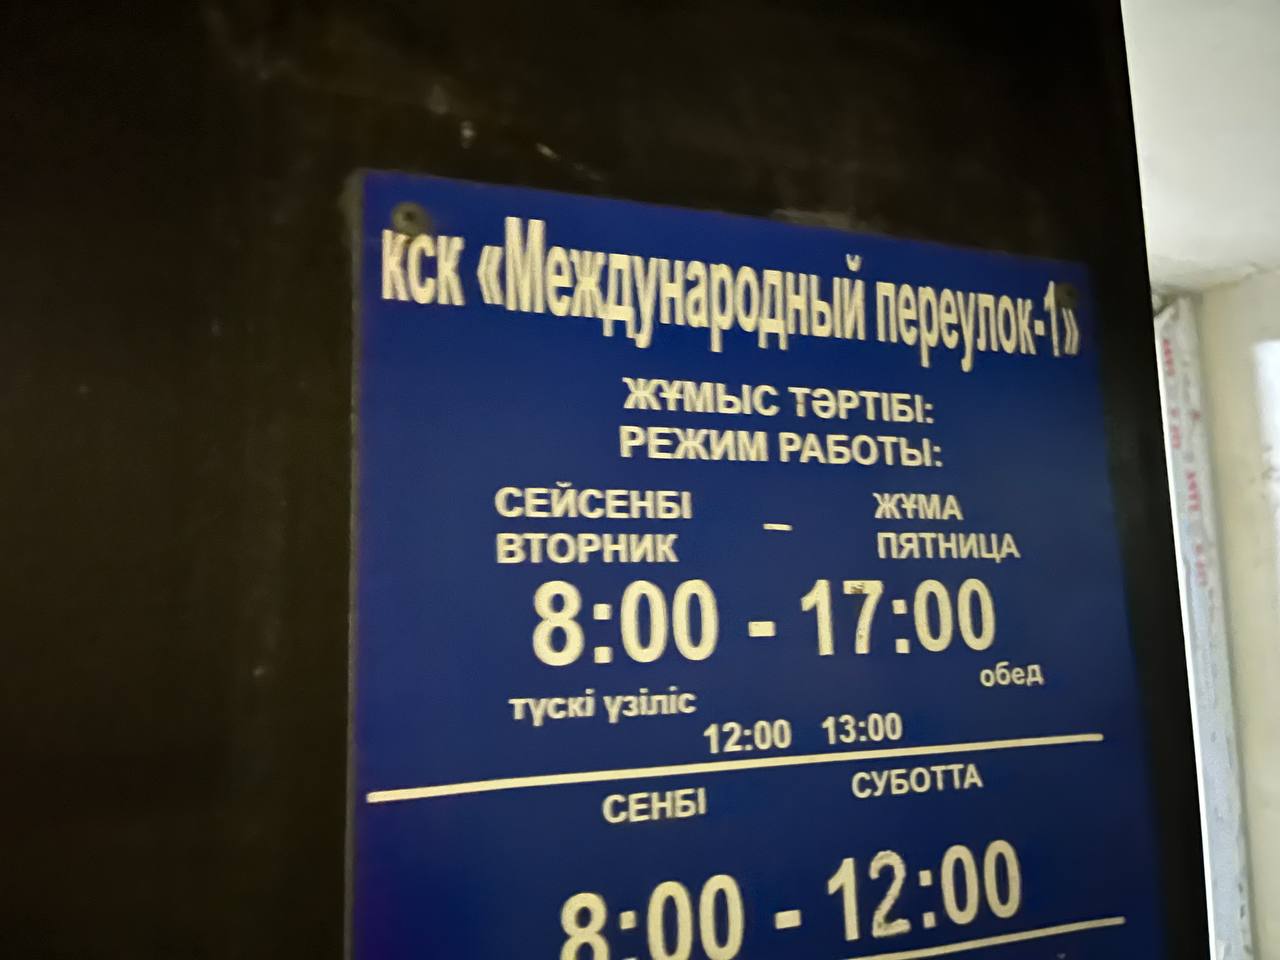 кск «Международный переулок-1»
ЖҰМЫС ТӘРТІБІ:
РЕЖИМ РАБОТЫ:
СЕЙСЕНБІ – ЖҰМА
ВТОРНИК ПЯТНИЦА
8:00 - 17:00
түскі үзіліс обед
12:00 13:00
СЕНБІ СУБОТТА
8:00 - 12:00